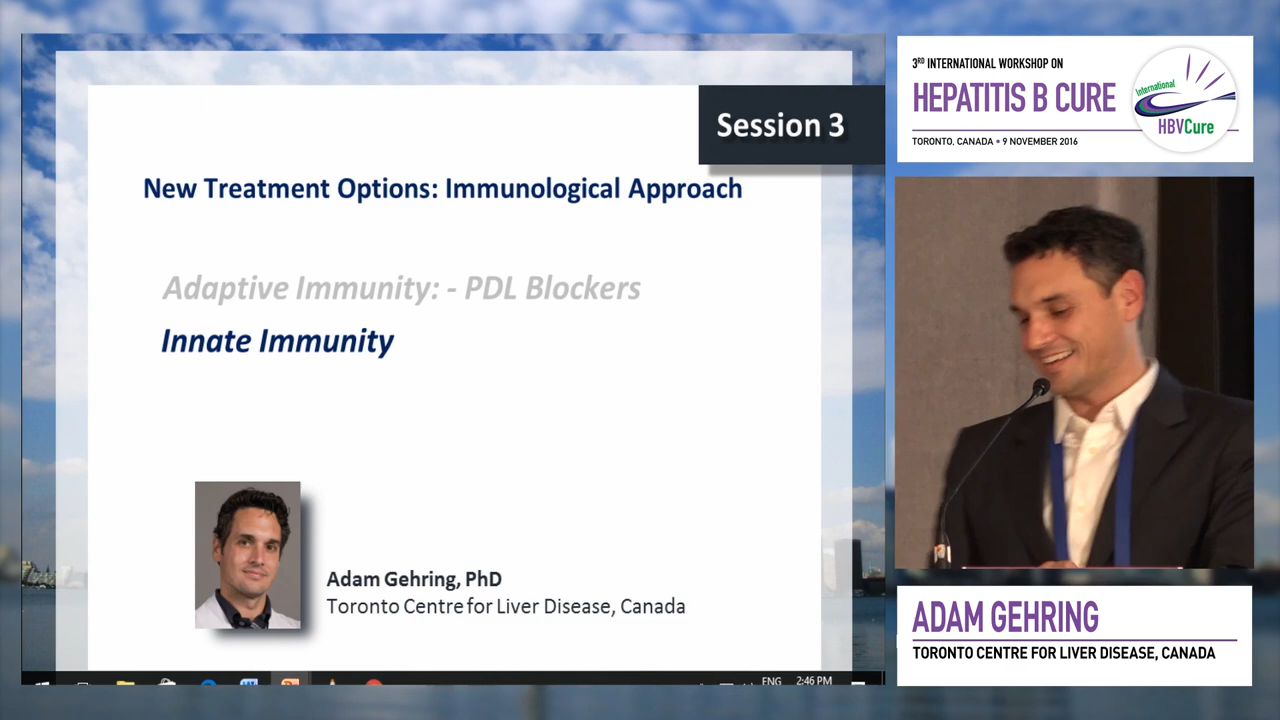 Session 3
New Treatment Options: Immunological Approach
Adaptive Immunity: - PDL Blockers
Innate Immunity
Adam Gehring, PhD
Toronto Centre for Liver Disease, Canada
ENG
2:46 PM
3RD INTERNATIONAL WORKSHOP ON
HEPATITIS B CURE
TORONTO, CANADA • 9 NOVEMBER 2016
International
HBVCure
ADAM GEHRING
TORONTO CENTRE FOR LIVER DISEASE, CANADA